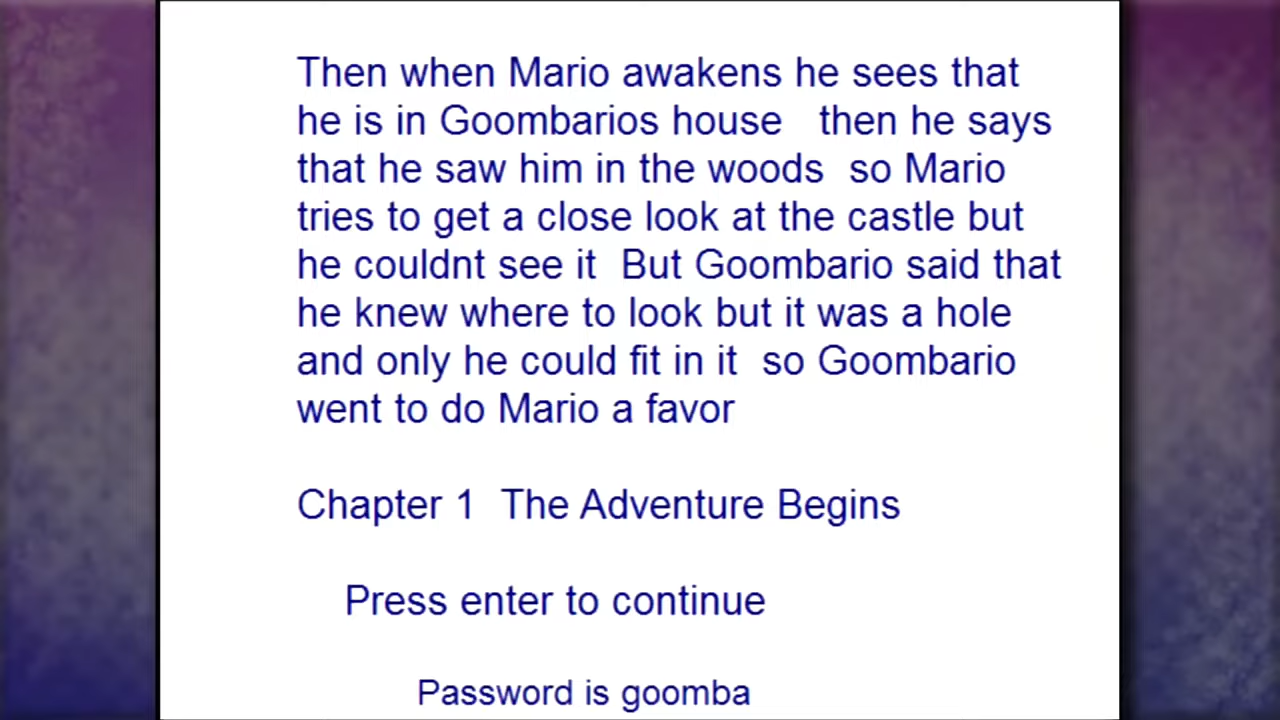 Then when Mario awakens he sees that
he is in Goombarios house   then he says
that he saw him in the woods  so Mario
tries to get a close look at the castle but
he couldnt see it  But Goombario said that
he knew where to look but it was a hole
and only he could fit in it  so Goombario
went to do Mario a favor
Chapter 1  The Adventure Begins
Press enter to continue
Password is goomba